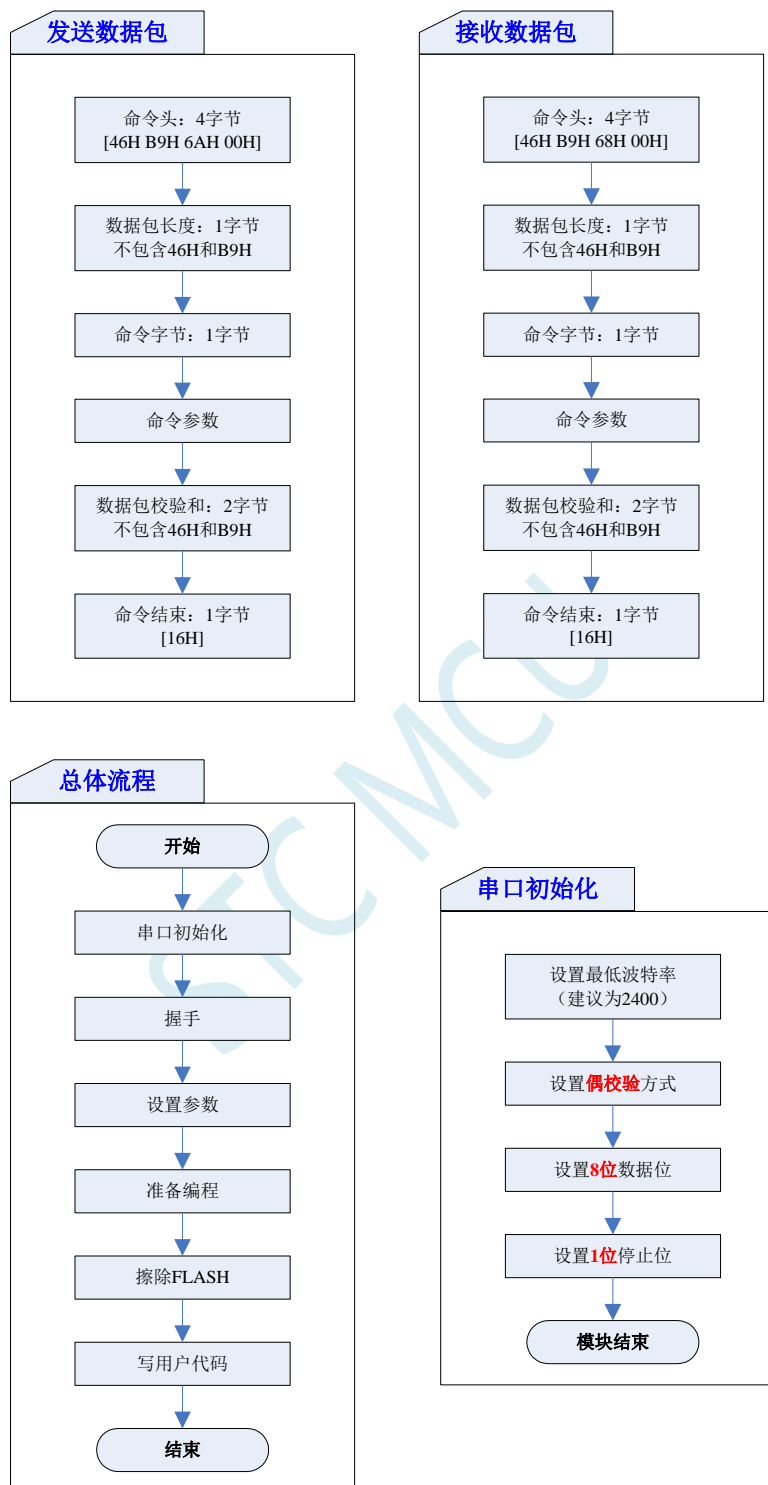 发送数据包
命令头：4字节
[46H B9H 6AH 00H]
数据包长度：1字节
不包含46H和B9H
命令字节：1字节
命令参数
数据包校验和：2字节
不包含46H和B9H
命令结束：1字节
[16H]
接收数据包
命令头：4字节
[46H B9H 68H 00H]
数据包长度：1字节
不包含46H和B9H
命令字节：1字节
命令参数
数据包校验和：2字节
不包含46H和B9H
命令结束：1字节
[16H]
STC MCU
总体流程
开始
串口初始化
握手
设置参数
准备编程
擦除FLASH
写用户代码
结束
串口初始化
设置最低波特率
（建议为2400）
设置偶校验方式
设置8位数据位
设置1位停止位
模块结束